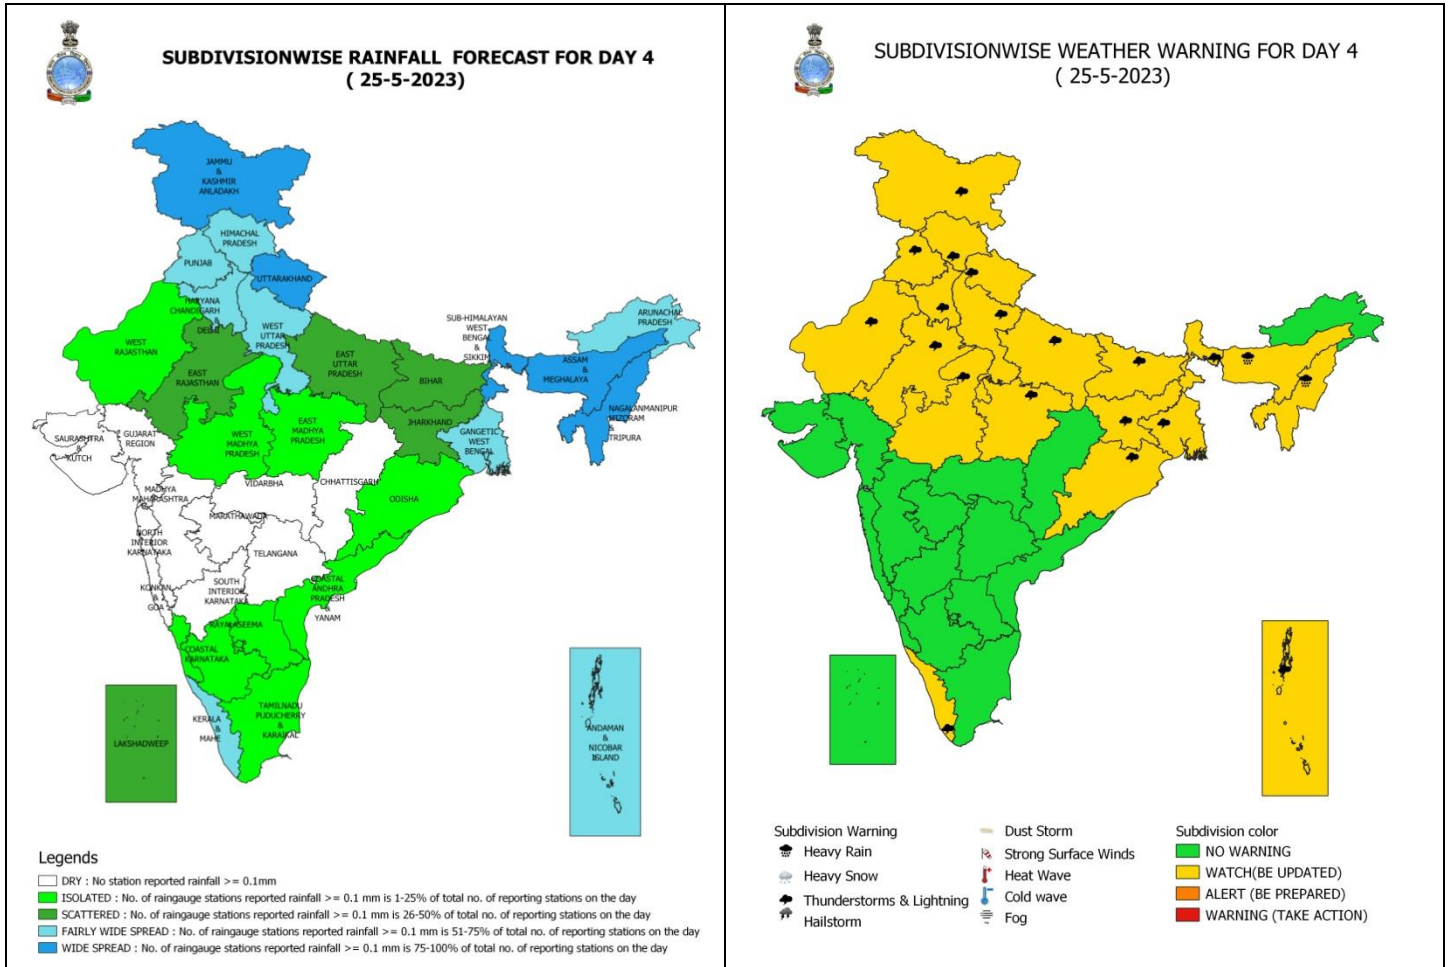 SUBDIVISIONWISE RAINFALL FORECAST FOR DAY 4
( 25-5-2023)
JAMMU
&
KASHMIR
ANLADAKH
HIMACHAL
PRADESH
PUNJAB
UTTARAKHAND
HARYANA
CHANDIGARH
&
DELHI
WEST
UTTAR
PRADESH
WEST
RAJASTHAN
EAST
RAJASTHAN
EAST
UTTAR
PRADESH
BIHAR
SUB-HIMALAYAN
WEST
BENGAL
&
SIKKIM
ARUNACHAL
PRADESH
ASSAM
&
MEGHALAYA
NAGALANMANIPUR
MIZORAM
&
TRIPURA
JHARKHAND
GANGETIC
WEST
BENGAL
SAURASHTRA
&
KUTCH
GUJARAT
REGION
WEST
MADHYA
PRADESH
EAST
MADHYA
PRADESH
VIDARBHA
CHHATTISGARH
ODISHA
MADHYA
MAHARASHTRA
MARATHAWADA
NORTH
INTERIOR
KARNATAKA
TELANGANA
KONKAN
&
GOA
SOUTH
INTERIOR
KARNATAKA
COASTAL
ANDHRA
PRADESH
&
YANAM
RAYALASEEMA
COASTAL
KARNATAKA
KERALA
&
MAHE
TAMILNADU
PUDUCHERRY
&
KARAIKAL
LAKSHADWEEP
ANDAMAN
&
NICOBAR
ISLAND
Legends
DRY : No station reported rainfall >= 0.1mm
ISOLATED : No. of raingauge stations reported rainfall >= 0.1 mm is 1-25% of total no. of reporting stations on the day
SCATTERED : No. of raingauge stations reported rainfall >= 0.1 mm is 26-50% of total no. of reporting stations on the day
FAIRLY WIDE SPREAD : No. of raingauge stations reported rainfall >= 0.1 mm is 51-75% of total no. of reporting stations on the day
WIDE SPREAD : No. of raingauge stations reported rainfall >= 0.1 mm is 75-100% of total no. of reporting stations on the day
SUBDIVISIONWISE WEATHER WARNING FOR DAY 4
( 25-5-2023)
Subdivision Warning
Heavy Rain
Heavy Snow
Thunderstorms & Lightning
Hailstorm
Dust Storm
Strong Surface Winds
Heat Wave
Cold wave
Fog
Subdivision color
NO WARNING
WATCH(BE UPDATED)
ALERT (BE PREPARED)
WARNING (TAKE ACTION)